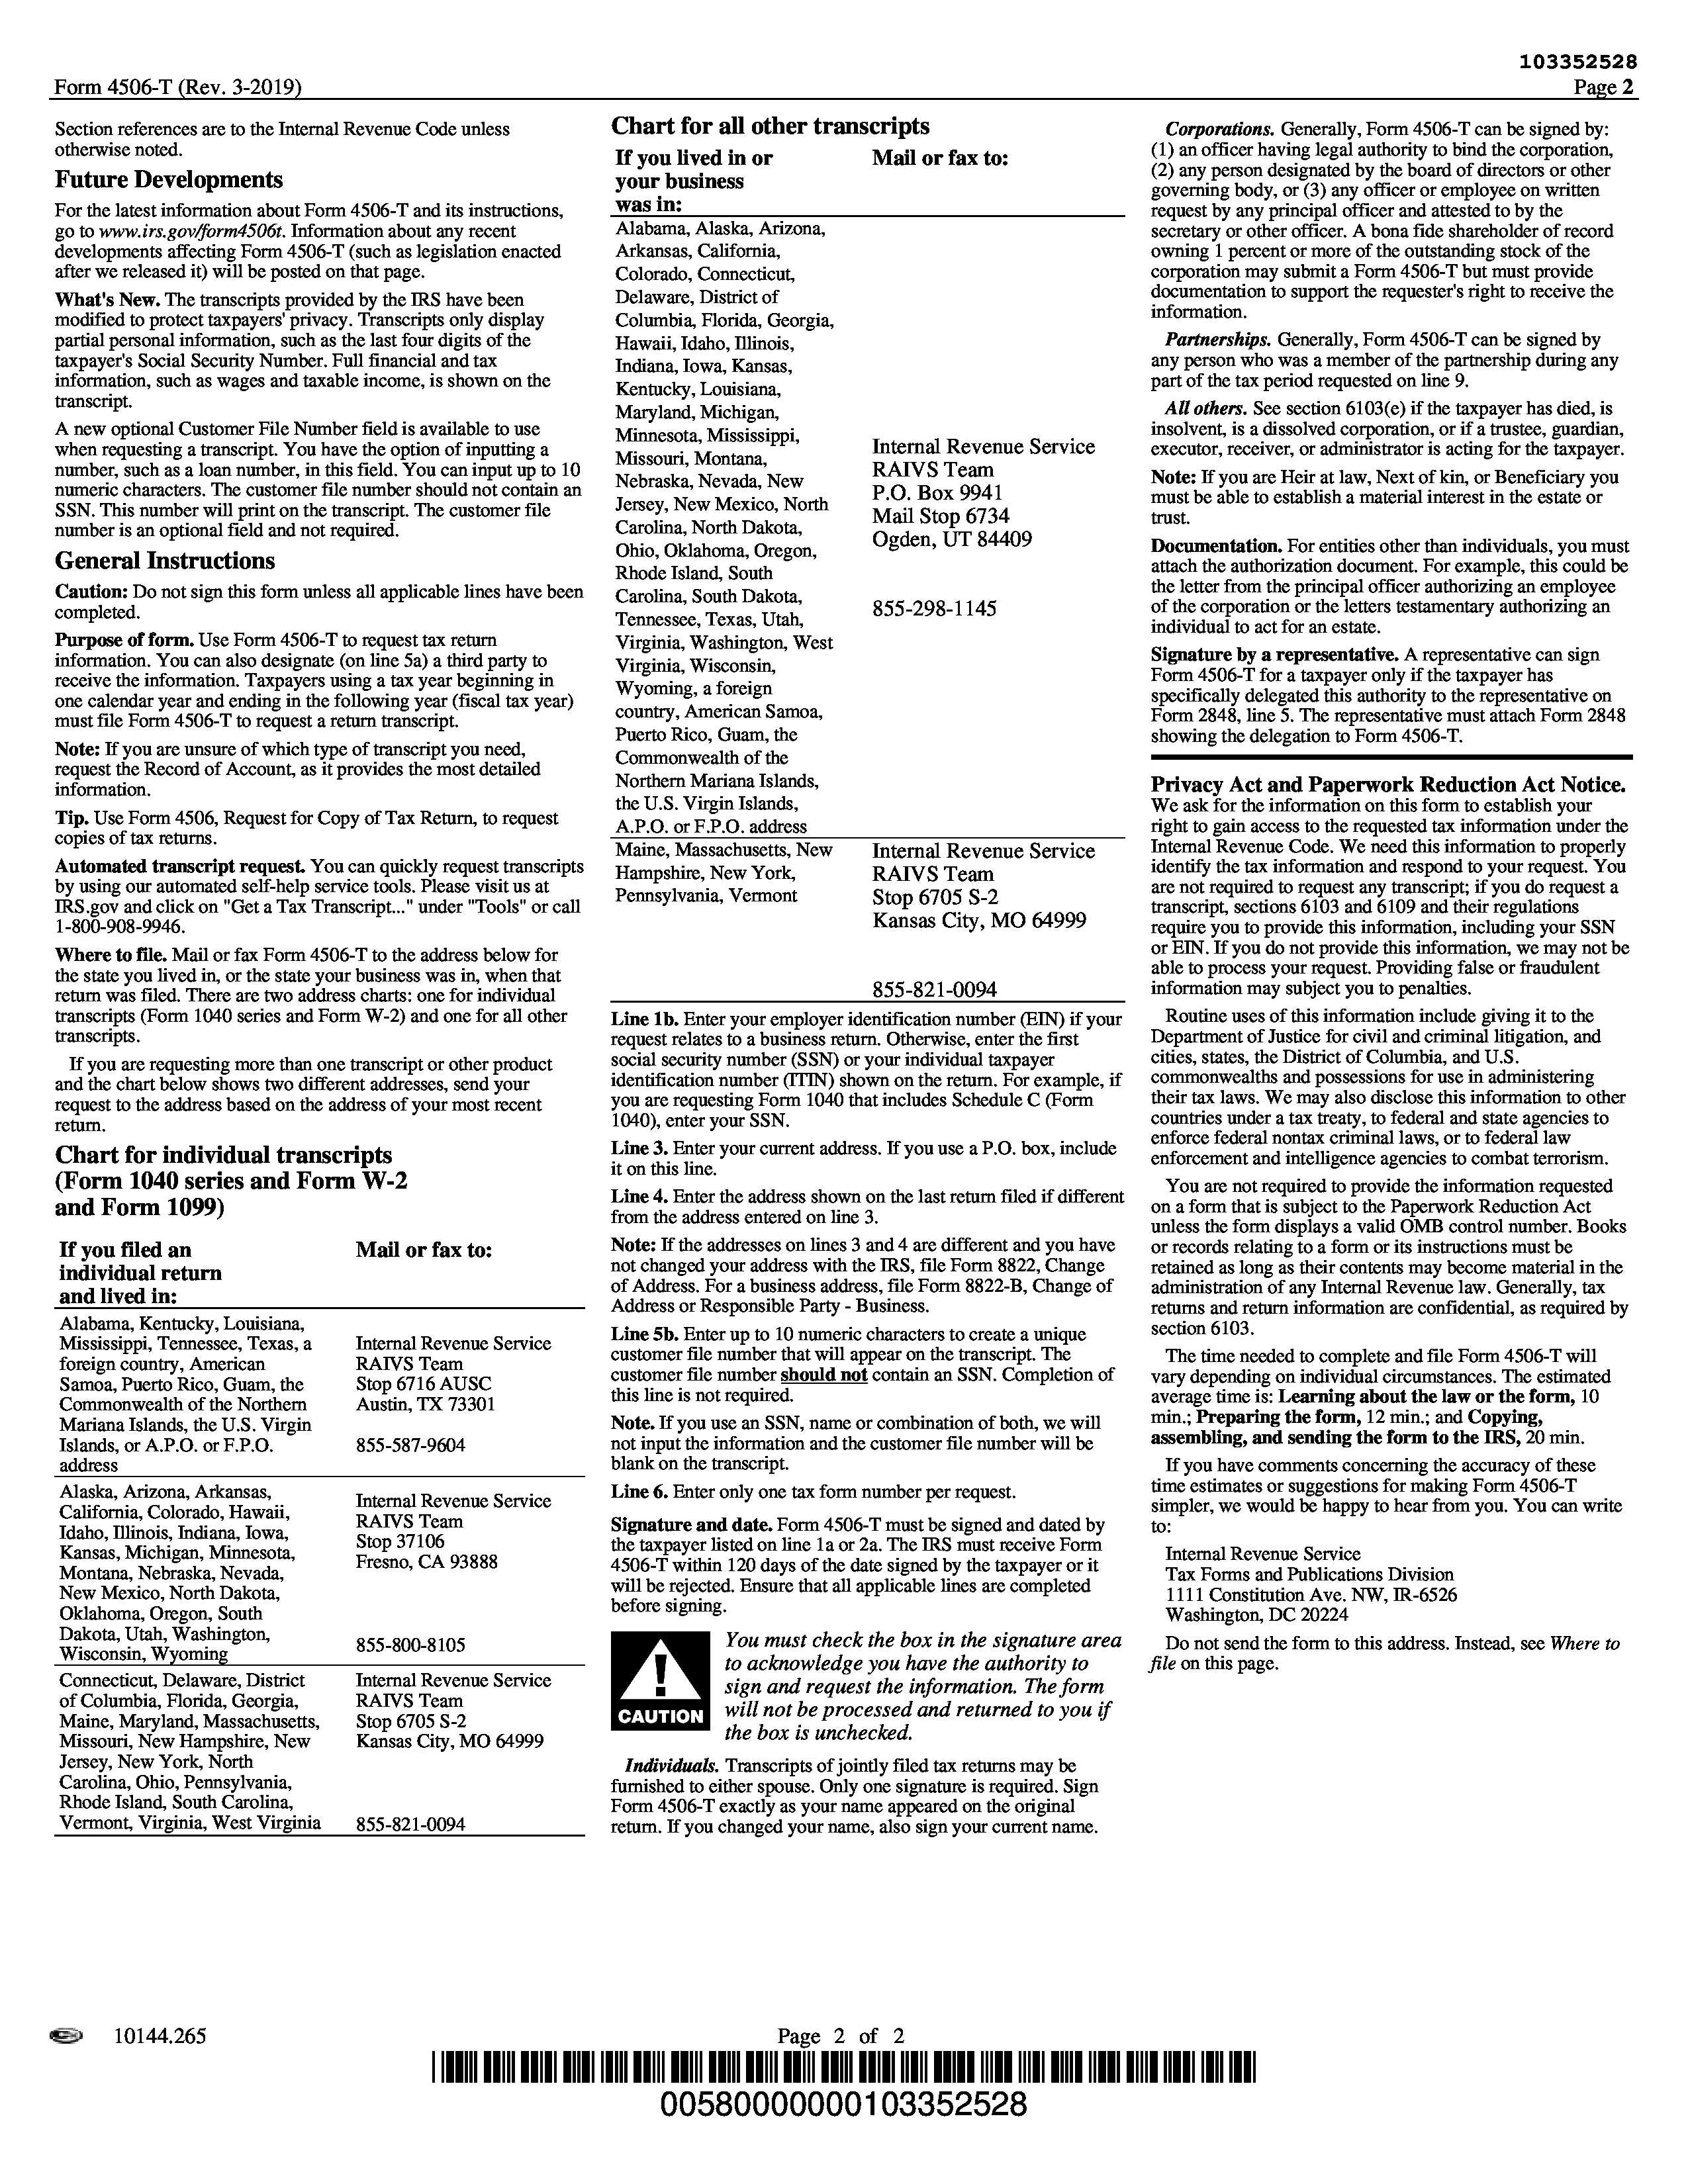 103352528
Form 4506-T (Rev. 3-2019)
Page 2
Section references are to the Internal Revenue Code unless
otherwise noted.
Future Developments
For the latest information about Form 4506-T and its instructions,
go to www.irs.gov/form4506t. Information about any recent
developments affecting Form 4506-T (such as legislation enacted
after we released it) will be posted on that page.
What's New. The transcripts provided by the IRS have been
modified to protect taxpayers' privacy. Transcripts only display
partial personal information, such as the last four digits of the
taxpayer's Social Security Number. Full financial and tax
information, such as wages and taxable income, is shown on the
transcript.
A new optional Customer File Number field is available to use
when requesting a transcript. You have the option of inputting a
number, such as a loan number, in this field. You can input up to 10
numeric characters. The customer file number should not contain an
SSN. This number will print on the transcript. The customer file
number is an optional field and not required.
General Instructions
Caution: Do not sign this form unless all applicable lines have been
completed.
Purpose of form. Use Form 4506-T to request tax return
information. You can also designate (on line 5a) a third party to
receive the information. Taxpayers using a tax year beginning in
one calendar year and ending in the following year (fiscal tax year)
must file Form 4506-T to request a return transcript.
Note: If you are unsure of which type of transcript you need,
request the Record of Account, as it provides the most detailed
information.
Tip. Use Form 4506, Request for Copy of Tax Return, to request
copies of tax returns.
Automated transcript request. You can quickly request transcripts
by using our automated self-help service tools. Please visit us at
IRS.gov and click on "Get a Tax Transcript..." under "Tools" or call
1-800-908-9946.
Where to file. Mail or fax Form 4506-T to the address below for
the state you lived in, or the state your business was in, when that
return was filed. There are two address charts: one for individual
transcripts (Form 1040 series and Form W-2) and one for all other
transcripts.
If you are requesting more than one transcript or other product
and the chart below shows two different addresses, send your
request to the address based on the address of your most recent
return.
Chart for individual transcripts
(Form 1040 series and Form W-2
and Form 1099)
If you filed an
individual return
and lived in:
Mail or fax to:
Alabama, Kentucky, Louisiana,
Mississippi, Tennessee, Texas, a
foreign country, American
Samoa, Puerto Rico, Guam, the
Commonwealth of the Northern
Mariana Islands, the U.S. Virgin
Islands, or A.P.O. or F.P.O.
address
Internal Revenue Service
RAIVS Team
Stop 6716 AUSC
Austin, TX 73301
855-587-9604
Alaska, Arizona, Arkansas,
California, Colorado, Hawaii,
Idaho, Illinois, Indiana, Iowa,
Kansas, Michigan, Minnesota,
Montana, Nebraska, Nevada,
New Mexico, North Dakota,
Oklahoma, Oregon, South
Dakota, Utah, Washington,
Wisconsin, Wyoming
Internal Revenue Service
RAIVS Team
Stop 37106
Fresno, CA 93888
855-800-8105
Connecticut, Delaware, District
of Columbia, Florida, Georgia,
Maine, Maryland, Massachusetts,
Missouri, New Hampshire, New
Jersey, New York, North
Carolina, Ohio, Pennsylvania,
Rhode Island, South Carolina,
Vermont, Virginia, West Virginia
Internal Revenue Service
RAIVS Team
Stop 6705 S-2
Kansas City, MO 64999
855-821-0094
Chart for all other transcripts
If you lived in or
your business
was in:
Mail or fax to:
Alabama, Alaska, Arizona,
Arkansas, California,
Colorado, Connecticut,
Delaware, District of
Columbia, Florida, Georgia,
Hawaii, Idaho, Illinois,
Indiana, Iowa, Kansas,
Kentucky, Louisiana,
Maryland, Michigan,
Minnesota, Mississippi,
Missouri, Montana,
Nebraska, Nevada, New
Jersey, New Mexico, North
Carolina, North Dakota,
Ohio, Oklahoma, Oregon,
Rhode Island, South
Carolina, South Dakota,
Tennessee, Texas, Utah,
Virginia, Washington, West
Virginia, Wisconsin,
Wyoming, a foreign
country, American Samoa,
Puerto Rico, Guam, the
Commonwealth of the
Northern Mariana Islands,
the U.S. Virgin Islands,
A.P.O. or F.P.O. address
Internal Revenue Service
RAIVS Team
P.O. Box 9941
Mail Stop 6734
Ogden, UT 84409
855-298-1145
Maine, Massachusetts, New
Hampshire, New York,
Pennsylvania, Vermont
Internal Revenue Service
RAIVS Team
Stop 6705 S-2
Kansas City, MO 64999
855-821-0094
Line 1b. Enter your employer identification number (EIN) if your
request relates to a business return. Otherwise, enter the first
social security number (SSN) or your individual taxpayer
identification number (ITIN) shown on the return. For example, if
you are requesting Form 1040 that includes Schedule C (Form
1040), enter your SSN.
Line 3. Enter your current address. If you use a P.O. box, include
it on this line.
Line 4. Enter the address shown on the last return filed if different
from the address entered on line 3.
Note: If the addresses on lines 3 and 4 are different and you have
not changed your address with the IRS, file Form 8822, Change
of Address. For a business address, file Form 8822-B, Change of
Address or Responsible Party - Business.
Line 5b. Enter up to 10 numeric characters to create a unique
customer file number that will appear on the transcript. The
customer file number should not contain an SSN. Completion of
this line is not required.
Note. If you use an SSN, name or combination of both, we will
not input the information and the customer file number will be
blank on the transcript.
Line 6. Enter only one tax form number per request.
Signature and date. Form 4506-T must be signed and dated by
the taxpayer listed on line 1a or 2a. The IRS must receive Form
4506-T within 120 days of the date signed by the taxpayer or it
will be rejected. Ensure that all applicable lines are completed
before signing.
CAUTION
You must check the box in the signature area
to acknowledge you have the authority to
sign and request the information. The form
will not be processed and returned to you if
the box is unchecked.
Individuals. Transcripts of jointly filed tax returns may be
furnished to either spouse. Only one signature is required. Sign
Form 4506-T exactly as your name appeared on the original
return. If you changed your name, also sign your current name.
Corporations. Generally, Form 4506-T can be signed by:
(1) an officer having legal authority to bind the corporation,
(2) any person designated by the board of directors or other
governing body, or (3) any officer or employee on written
request by any principal officer and attested to by the
secretary or other officer. A bona fide shareholder of record
owning 1 percent or more of the outstanding stock of the
corporation may submit a Form 4506-T but must provide
documentation to support the requester's right to receive the
information.
Partnerships. Generally, Form 4506-T can be signed by
any person who was a member of the partnership during any
part of the tax period requested on line 9.
All others. See section 6103(e) if the taxpayer has died, is
insolvent, is a dissolved corporation, or if a trustee, guardian,
executor, receiver, or administrator is acting for the taxpayer.
Note: If you are Heir at law, Next of kin, or Beneficiary you
must be able to establish a material interest in the estate or
trust.
Documentation. For entities other than individuals, you must
attach the authorization document. For example, this could be
the letter from the principal officer authorizing an employee
of the corporation or the letters testamentary authorizing an
individual to act for an estate.
Signature by a representative. A representative can sign
Form 4506-T for a taxpayer only if the taxpayer has
specifically delegated this authority to the representative on
Form 2848, line 5. The representative must attach Form 2848
showing the delegation to Form 4506-T.
Privacy Act and Paperwork Reduction Act Notice.
We ask for the information on this form to establish your
right to gain access to the requested tax information under the
Internal Revenue Code. We need this information to properly
identify the tax information and respond to your request. You
are not required to request any transcript; if you do request a
transcript, sections 6103 and 6109 and their regulations
require you to provide this information, including your SSN
or EIN. If you do not provide this information, we may not be
able to process your request. Providing false or fraudulent
information may subject you to penalties.
Routine uses of this information include giving it to the
Department of Justice for civil and criminal litigation, and
cities, states, the District of Columbia, and U.S.
commonwealths and possessions for use in administering
their tax laws. We may also disclose this information to other
countries under a tax treaty, to federal and state agencies to
enforce federal nontax criminal laws, or to federal law
enforcement and intelligence agencies to combat terrorism.
You are not required to provide the information requested
on a form that is subject to the Paperwork Reduction Act
unless the form displays a valid OMB control number. Books
or records relating to a form or its instructions must be
retained as long as their contents may become material in the
administration of any Internal Revenue law. Generally, tax
returns and return information are confidential, as required by
section 6103.
The time needed to complete and file Form 4506-T will
vary depending on individual circumstances. The estimated
average time is: Learning about the law or the form, 10
min.; Preparing the form, 12 min.; and Copying,
assembling, and sending the form to the IRS, 20 min.
If you have comments concerning the accuracy of these
time estimates or suggestions for making Form 4506-T
simpler, we would be happy to hear from you. You can write
to:
Internal Revenue Service
Tax Forms and Publications Division
1111 Constitution Ave. NW, IR-6526
Washington, DC 20224
Do not send the form to this address. Instead, see Where to
file on this page.
10144.265
Page 2 of 2
00580000000103352528